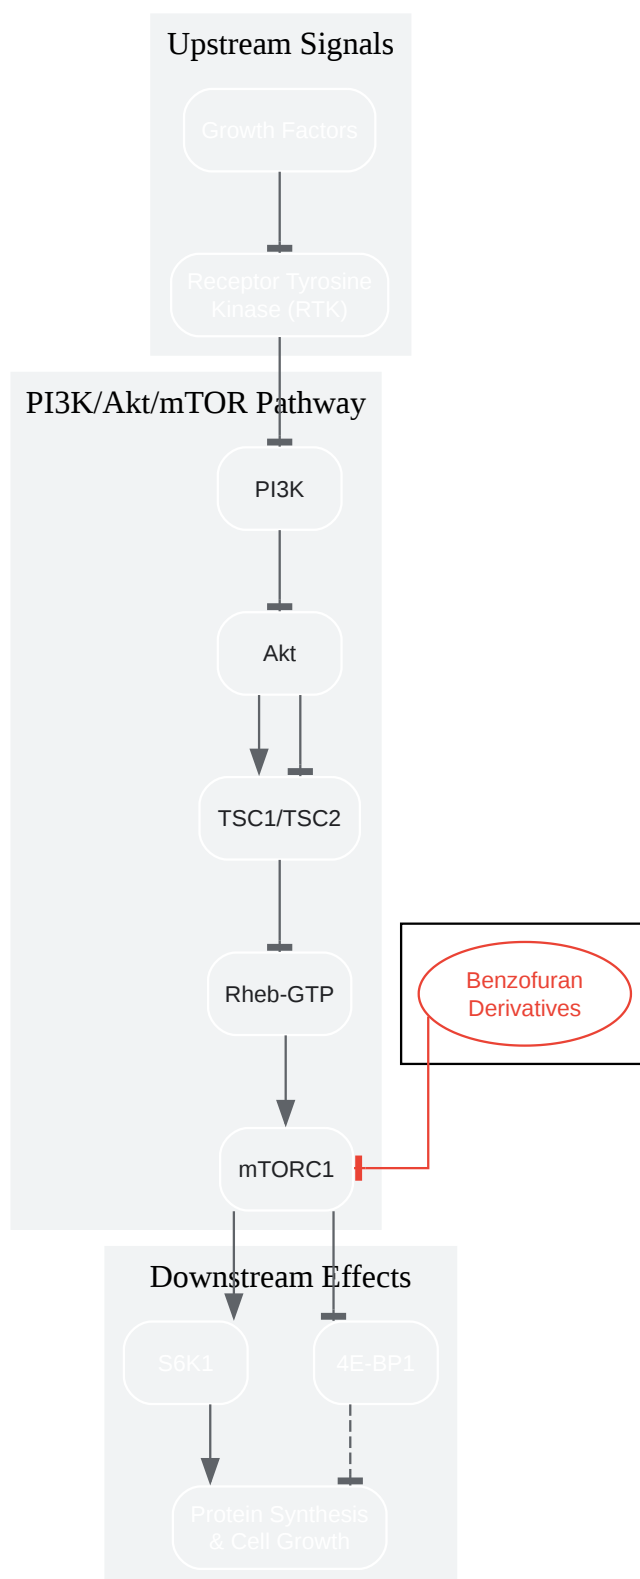 Upstream Signals
Growth Factors
Receptor Tyrosine
Kinase (RTK)
PI3K/Akt/mTOR Pathway
PI3K
Akt
TSC1/TSC2
Rheb-GTP
Benzofuran
Derivatives
mTORC1
Downstream Effects
S6K1
4E-BP1
Protein Synthesis
& Cell Growth